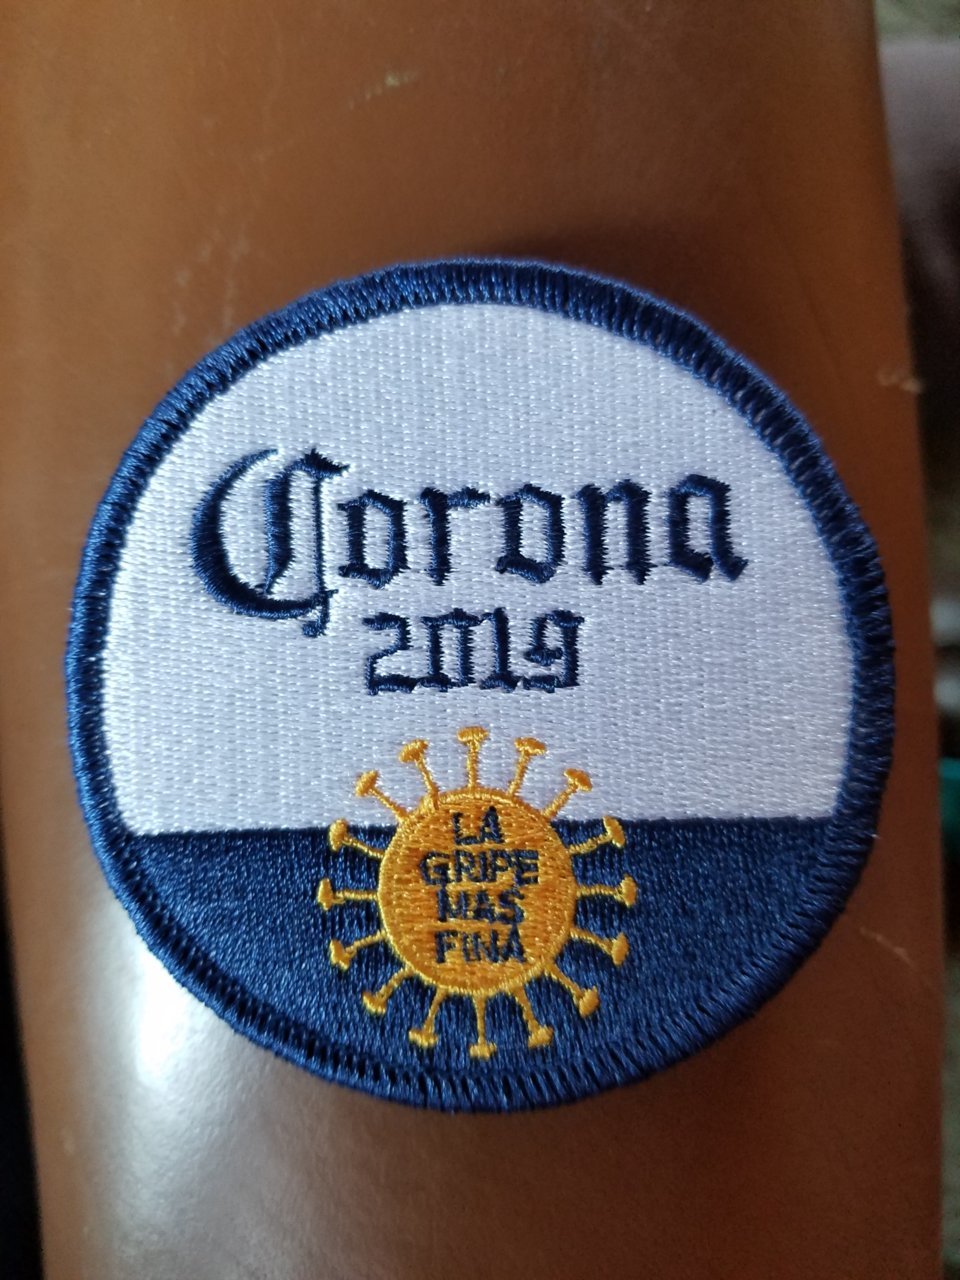 Corona
2019
LA
GRIPE
MAS
FINA